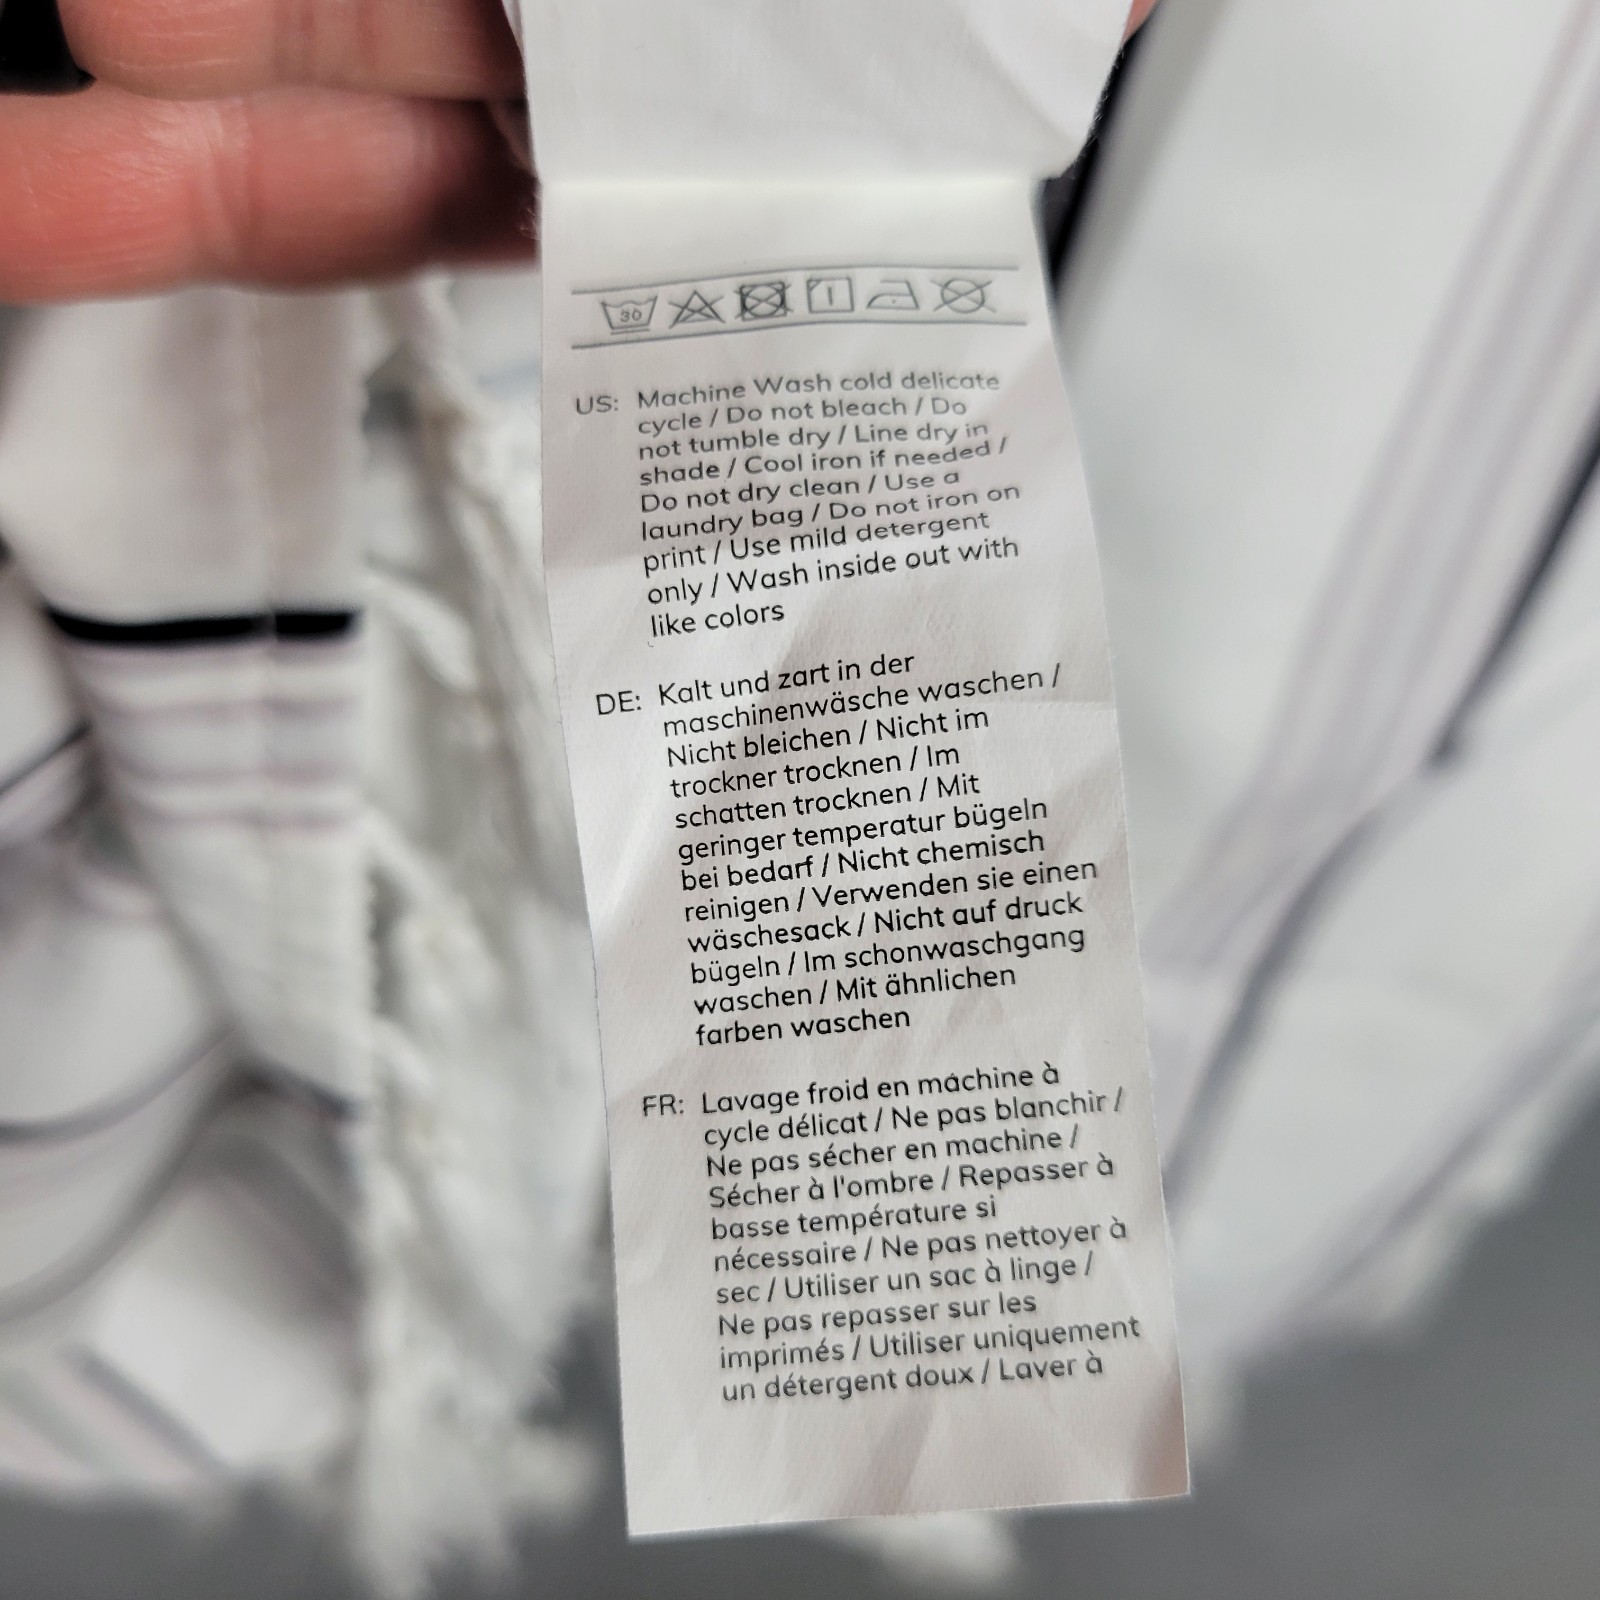 30
US: Machine Wash cold delicate
cycle / Do not bleach / Do
not tumble dry / Line dry in
shade / Cool iron if needed /
Do not dry clean / Use a
laundry bag / Do not iron on
print / Use mild detergent
only / Wash inside out with
like colors
DE: Kalt und zart in der
maschinenwäsche waschen /
Nicht bleichen / Nicht im
trockner trocknen / Im
schatten trocknen / Mit
geringer temperatur bügeln
bei bedarf / Nicht chemisch
reinigen / Verwenden sie einen
wäschesack / Nicht auf druck
bügeln / Im schonwaschgang
waschen / Mit ähnlichen
farben waschen
FR: Lavage froid en machine à
cycle délicat / Ne pas blanchir /
Ne pas sécher en machine /
Sécher à l'ombre / Repasser à
basse température si
nécessaire / Ne pas nettoyer à
sec / Utiliser un sac à linge /
Ne pas repasser sur les
imprimés / Utiliser uniquement
un détergent doux / Laver à